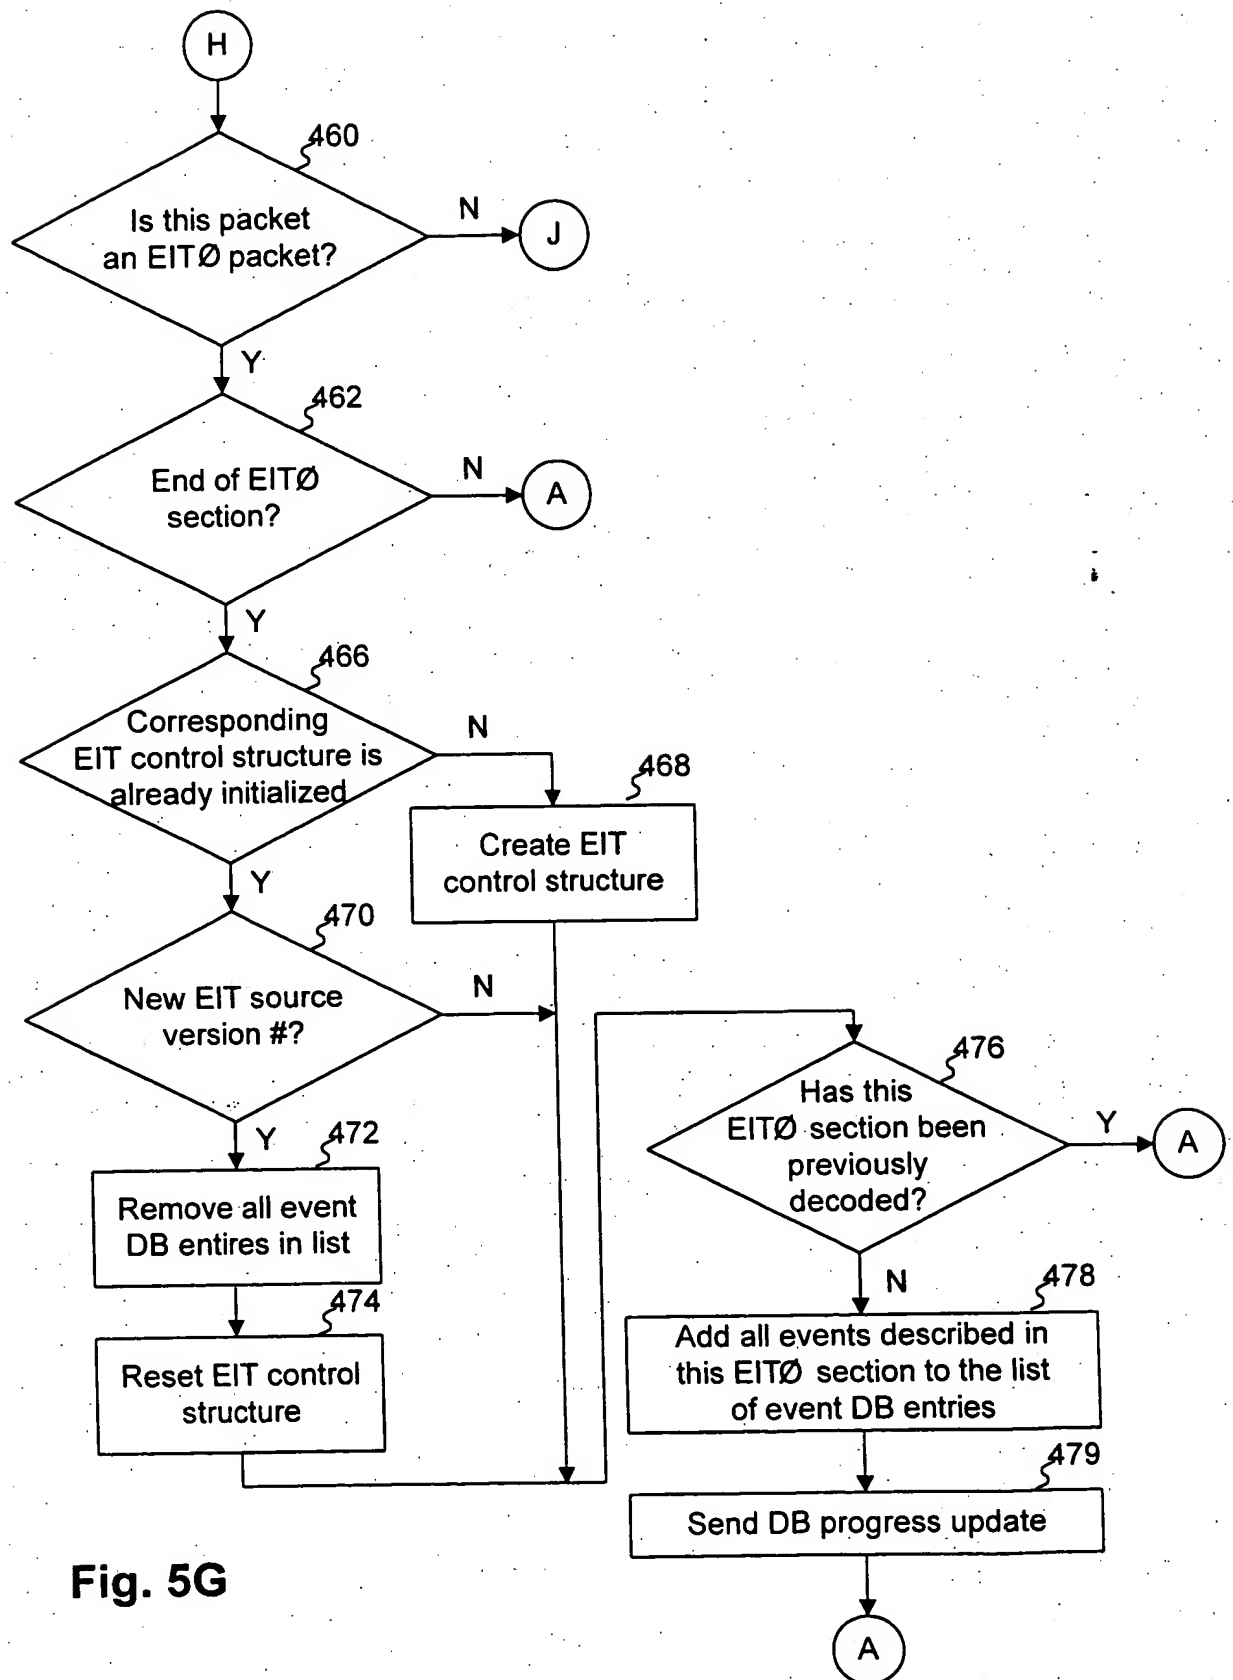 H
460
Is this packet
an EITØ packet?
N
J
Y
462
End of EITØ
section?
N
A
Y
466
Corresponding
EIT control structure is
already initialized
N
468
Create EIT
control structure
Y
470
New EIT source
version #?
N
Y
472
Remove all event
DB entires in list
474
Reset EIT control
structure
476
Has this
EITØ section been
previously
decoded?
Y
A
N
478
Add all events described in
this EITØ section to the list
of event DB entries
479
Send DB progress update
A
Fig. 5G